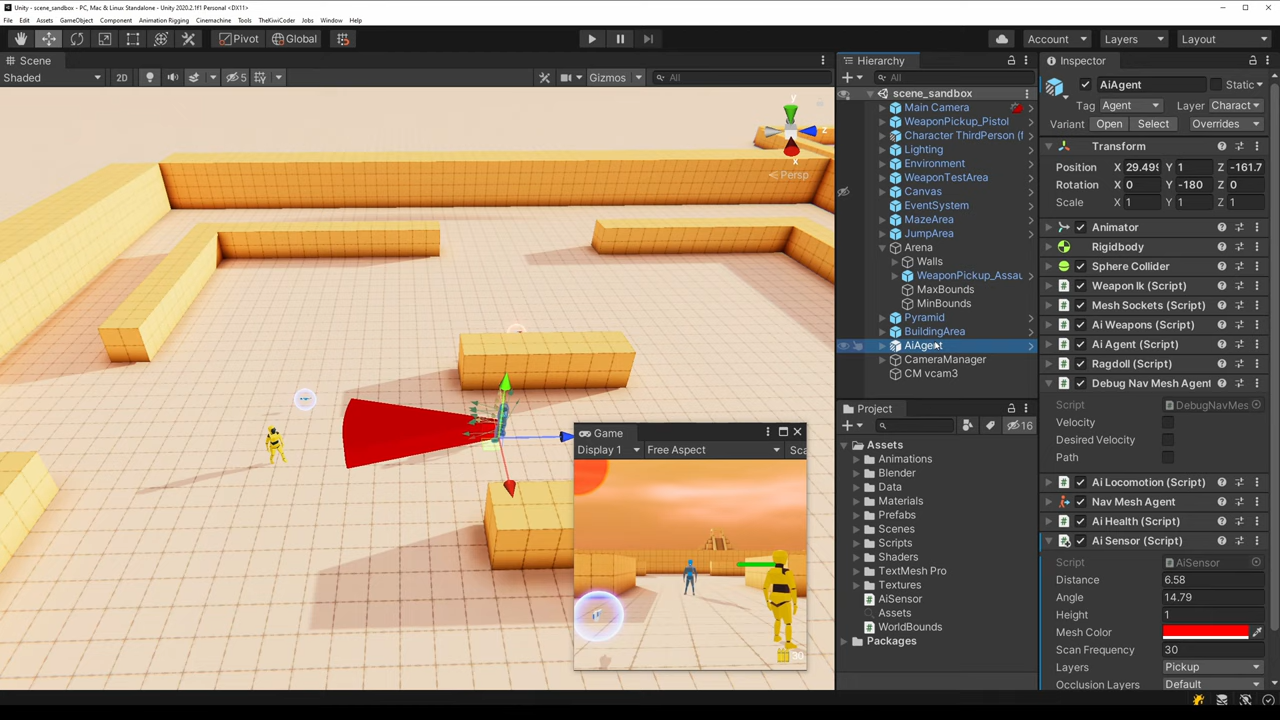 Unity - scene_sandbox - PC, Mac & Linux Standalone - Unity 2020.2.1f1 Personal <DX11>
File Edit Assets GameObject Component Animation Rigging Cinemachine Tools TheKiwiCoder Jobs Window Help
Pivot Global Account Layers Layout
Scene
Shaded 2D 5 Gizmos All
y
z
x
Persp
Game
Display 1 Free Aspect Sca
30
Hierarchy
All
scene_sandbox
Main Camera
WeaponPickup_Pistol
Character ThirdPerson (
Lighting
Environment
WeaponTestArea
Canvas
EventSystem
MazeArea
JumpArea
Arena
Walls
WeaponPickup_Assau
MaxBounds
MinBounds
Pyramid
BuildingArea
AiAgent
CameraManager
CM vcam3
Project
16
Assets
Animations
Blender
Data
Materials
Prefabs
Scenes
Scripts
Shaders
TextMesh Pro
Textures
AiSensor
Assets
WorldBounds
Packages
Inspector
AiAgent Static
Tag Agent Layer Charact
Variant Open Select Overrides
Transform
Position X 29.499 Y 1 Z -161.7
Rotation X 0 Y -180 Z 0
Scale X 1 Y 1 Z 1
Animator
Rigidbody
Sphere Collider
Weapon Ik (Script)
Mesh Sockets (Script)
Ai Weapons (Script)
Ai Agent (Script)
Ragdoll (Script)
Debug Nav Mesh Agent
Script DebugNavMes
Velocity
Desired Velocity
Path
Ai Locomotion (Script)
Nav Mesh Agent
Ai Health (Script)
Ai Sensor (Script)
Script AiSensor
Distance 6.58
Angle 14.79
Height 1
Mesh Color
Scan Frequency 30
Layers Pickup
Occlusion Layers Default